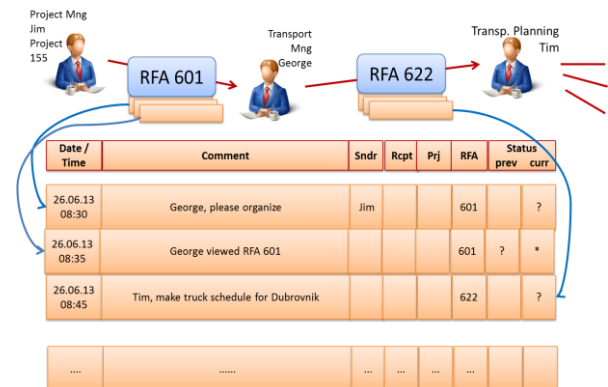 Project Mng
Jim
Project
155
Transport
Mng
George
Transp. Planning
Tim
RFA 601
RFA 622
Date / Time Comment Sndr Rcpt Prj RFA Status prev curr
26.06.13 08:30 George, please organize Jim 601 ?
26.06.13 08:35 George viewed RFA 601 601 ? *
26.06.13 08:45 Tim, make truck schedule for Dubrovnik 622 ?
.... ...... ... ... ... ...